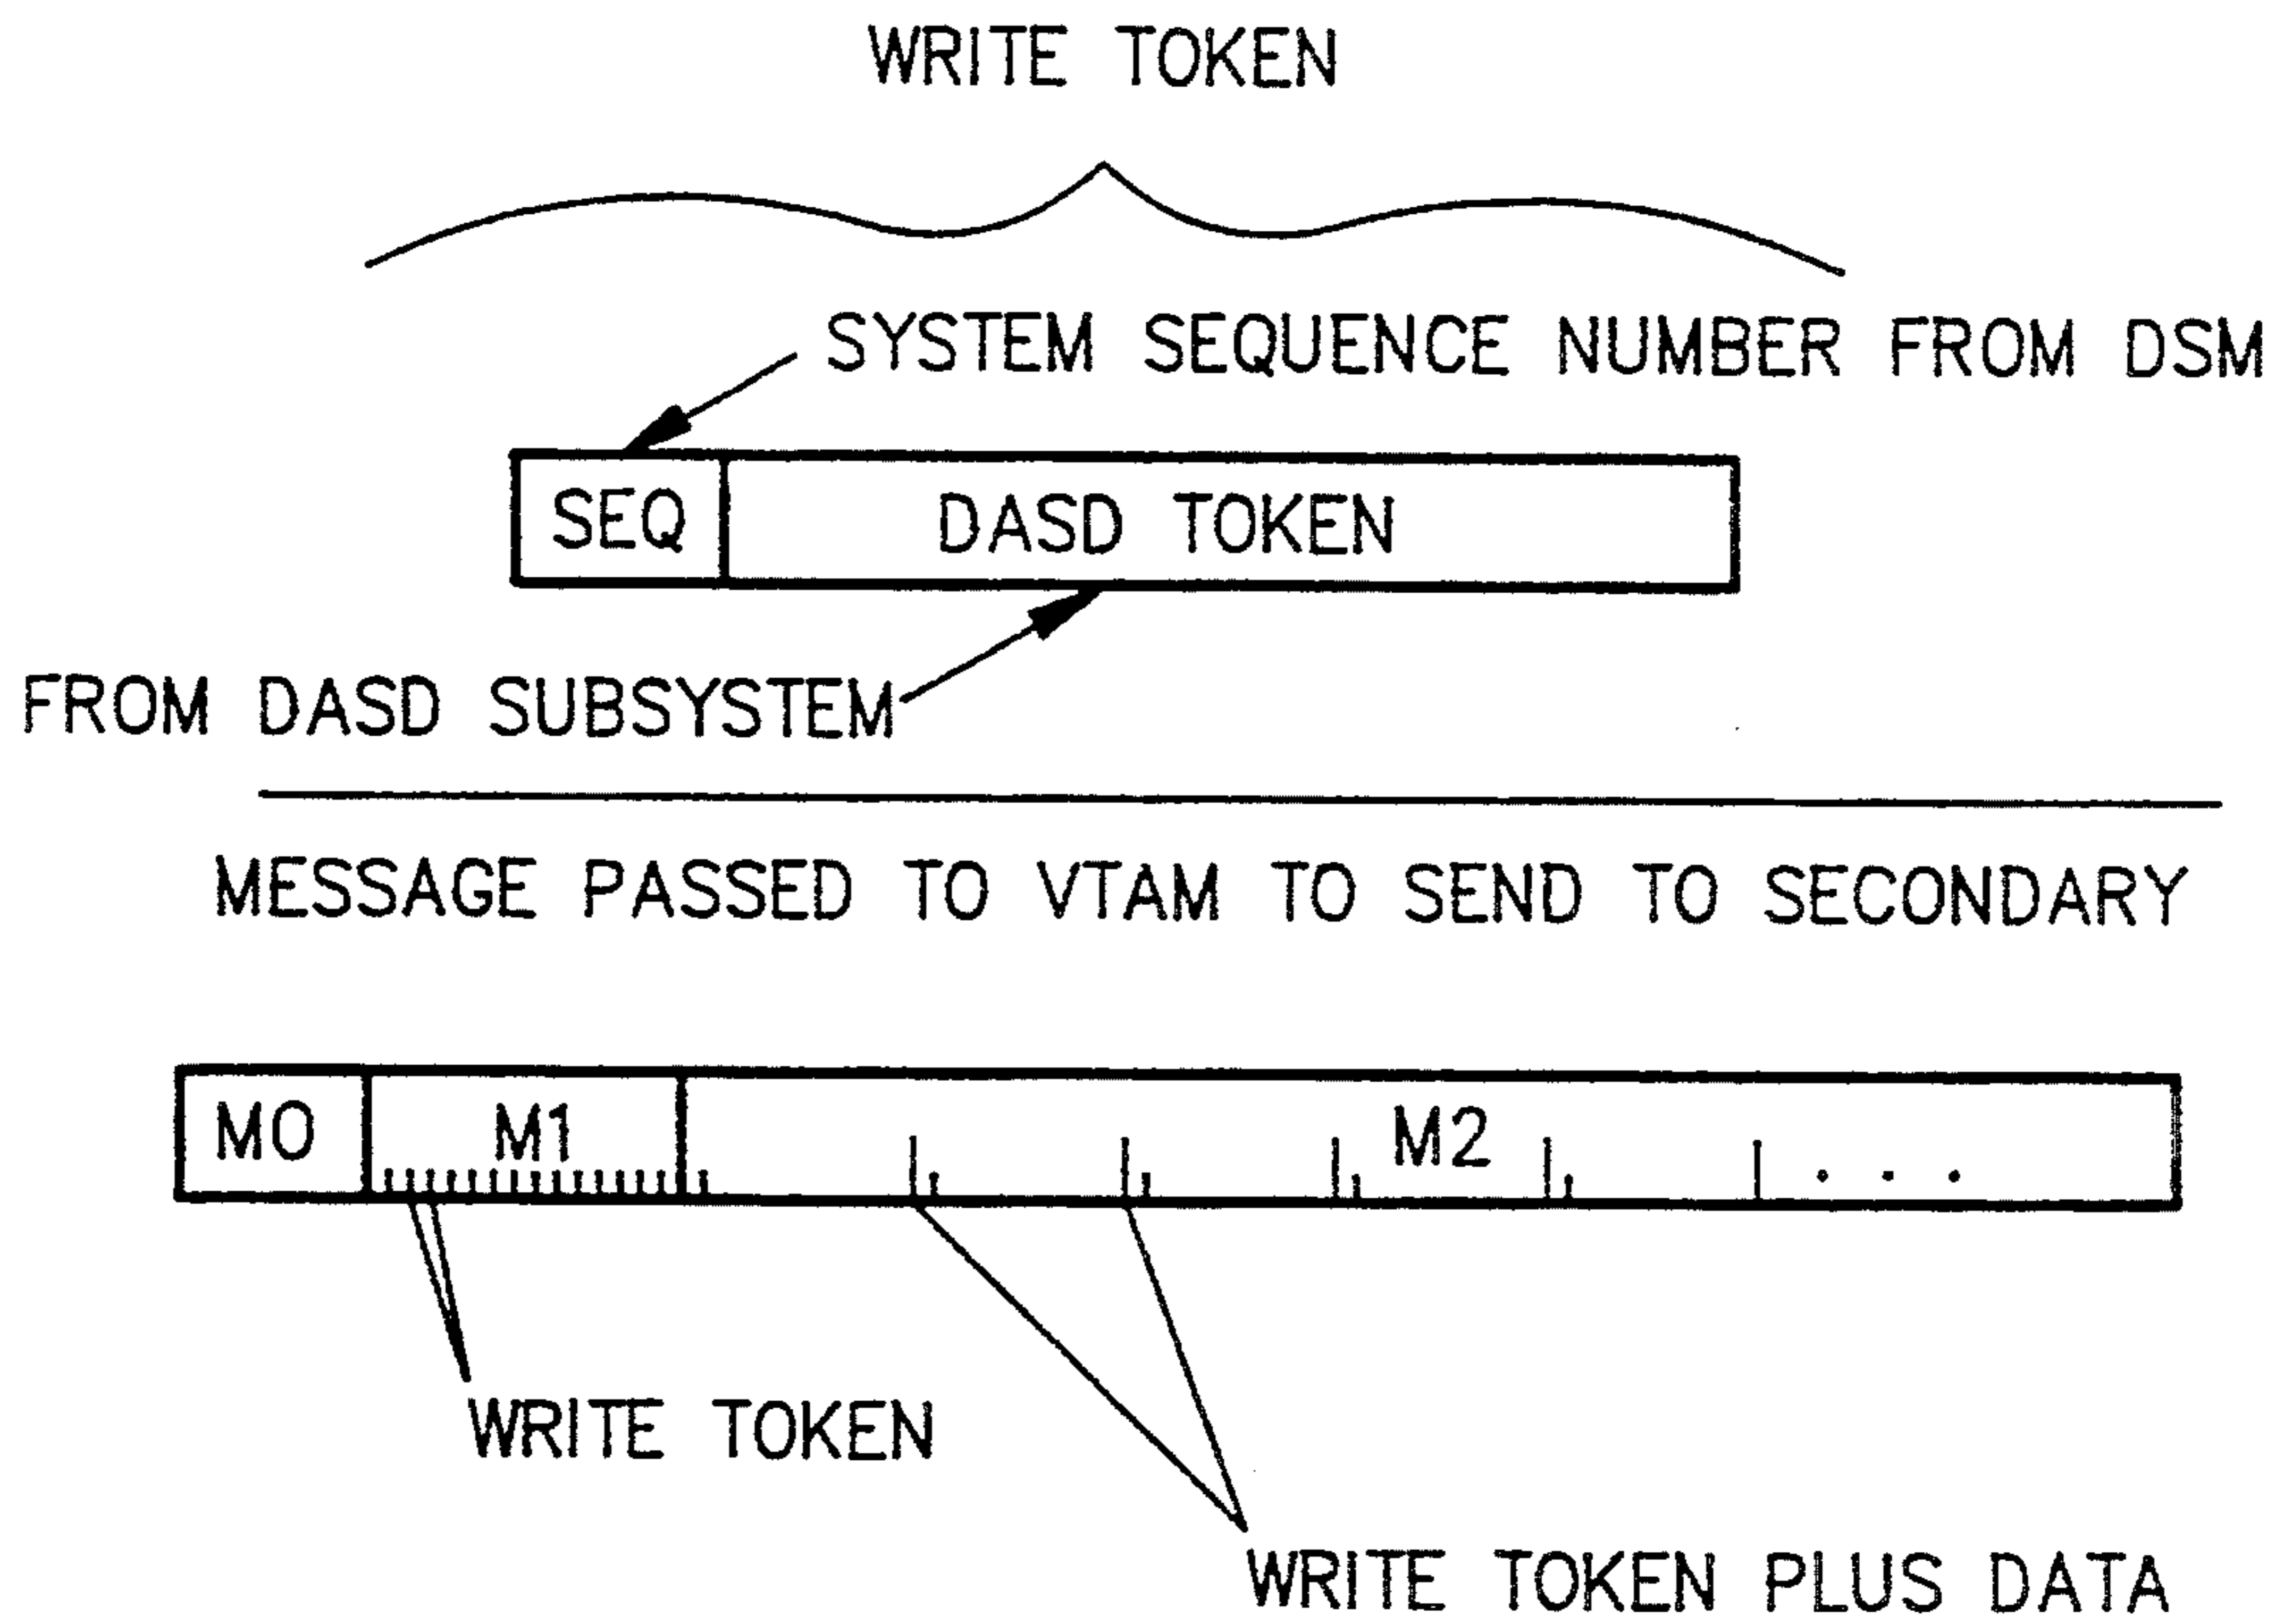 WRITE TOKEN
SYSTEM SEQUENCE NUMBER FROM DSM
SEQ DASD TOKEN
FROM DASD SUBSYSTEM
MESSAGE PASSED TO VTAM TO SEND TO SECONDARY
M0 M1 M2 . . .
WRITE TOKEN
WRITE TOKEN PLUS DATA